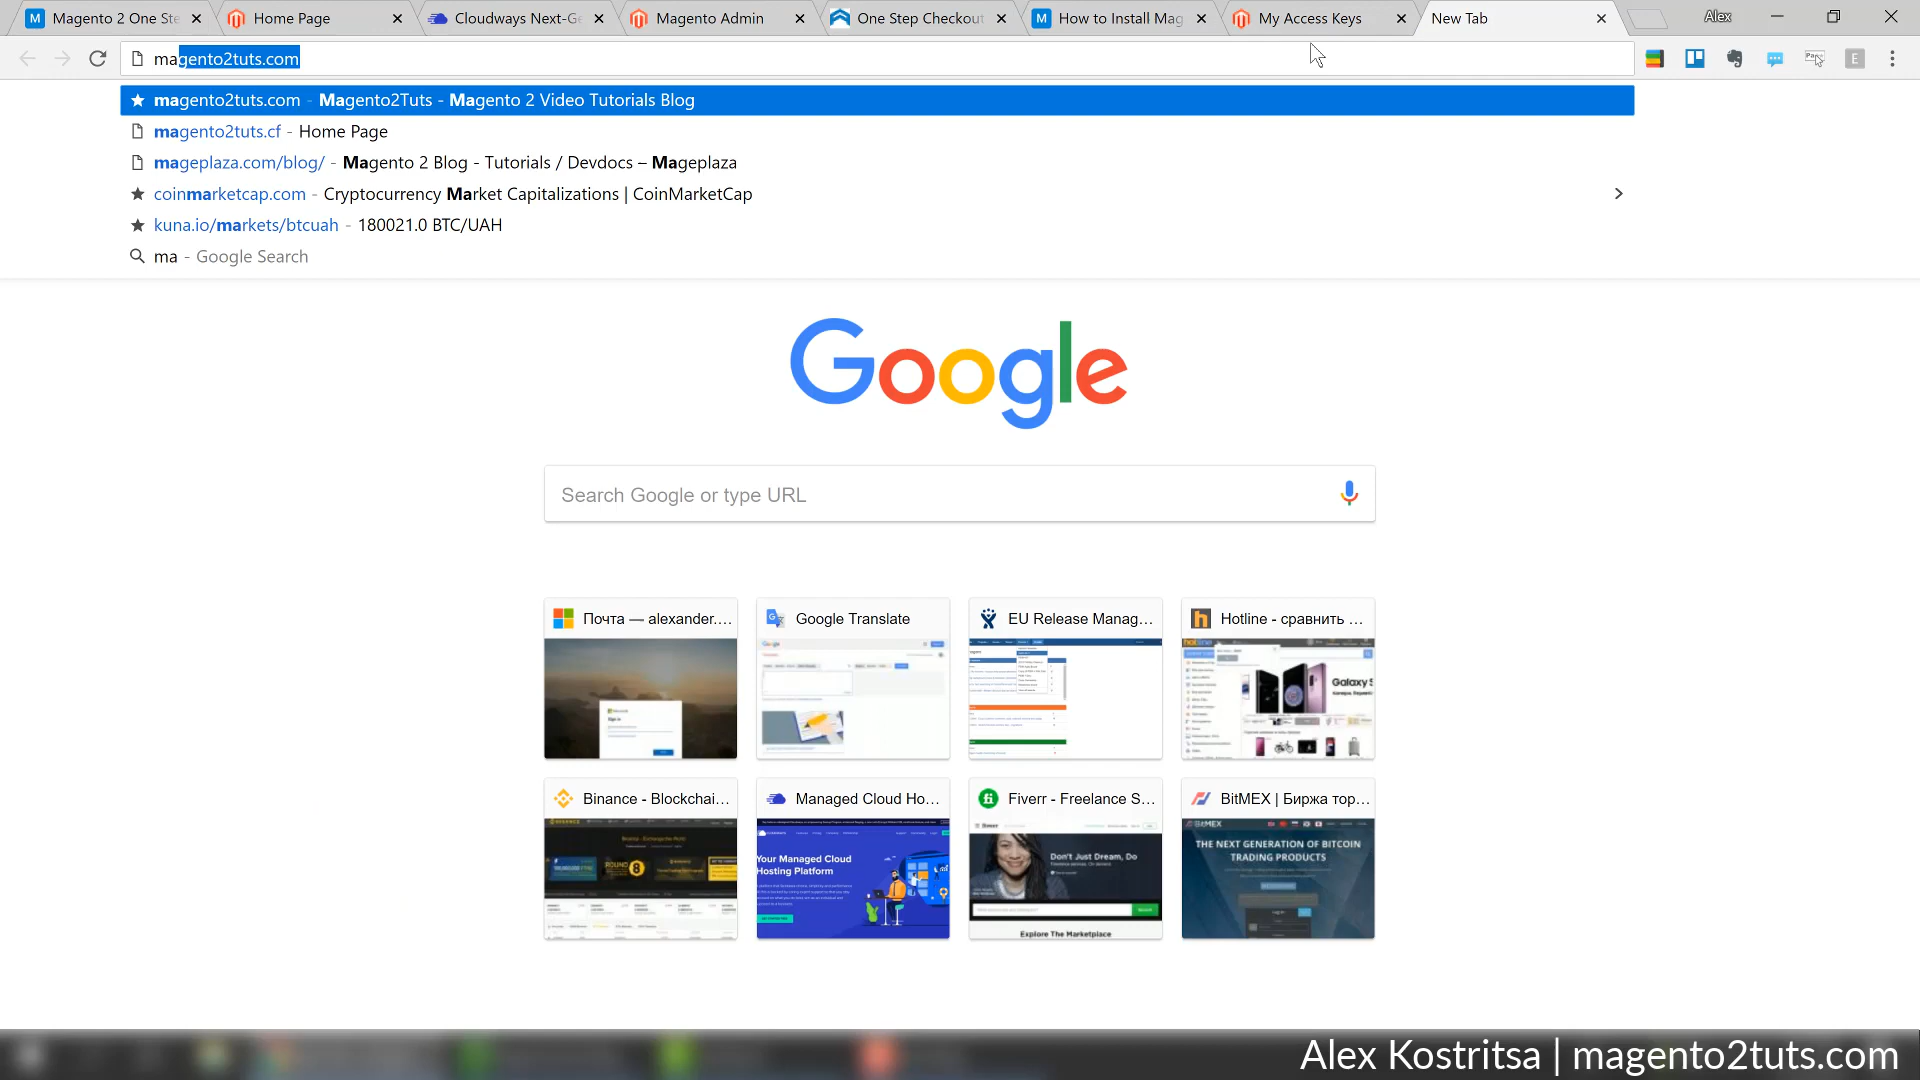 Magento 2 One Ste
Home Page
Cloudways Next-Ge
Magento Admin
One Step Checkout
How to Install Mag
My Access Keys
New Tab
Alex
magento2tuts.com
E
magento2tuts.com - Magento2Tuts - Magento 2 Video Tutorials Blog
magento2tuts.cf - Home Page
mageplaza.com/blog/ - Magento 2 Blog - Tutorials / Devdocs – Mageplaza
coinmarketcap.com - Cryptocurrency Market Capitalizations | CoinMarketCap
kuna.io/markets/btcuah - 180021.0 BTC/UAH
ma - Google Search
Google
Search Google or type URL
Почта — alexander....
Google Translate
EU Release Manag...
Hotline - сравнить ...
Galaxy S
Binance - Blockchai...
Managed Cloud Ho...
Fiverr - Freelance S...
BitMEX | Биржа тор...
Your Managed Cloud
Hosting Platform
Don't Just Dream, Do
Explore The Marketplace
THE NEXT GENERATION OF BITCOIN
TRADING PRODUCTS
Alex Kostritsa | magento2tuts.com